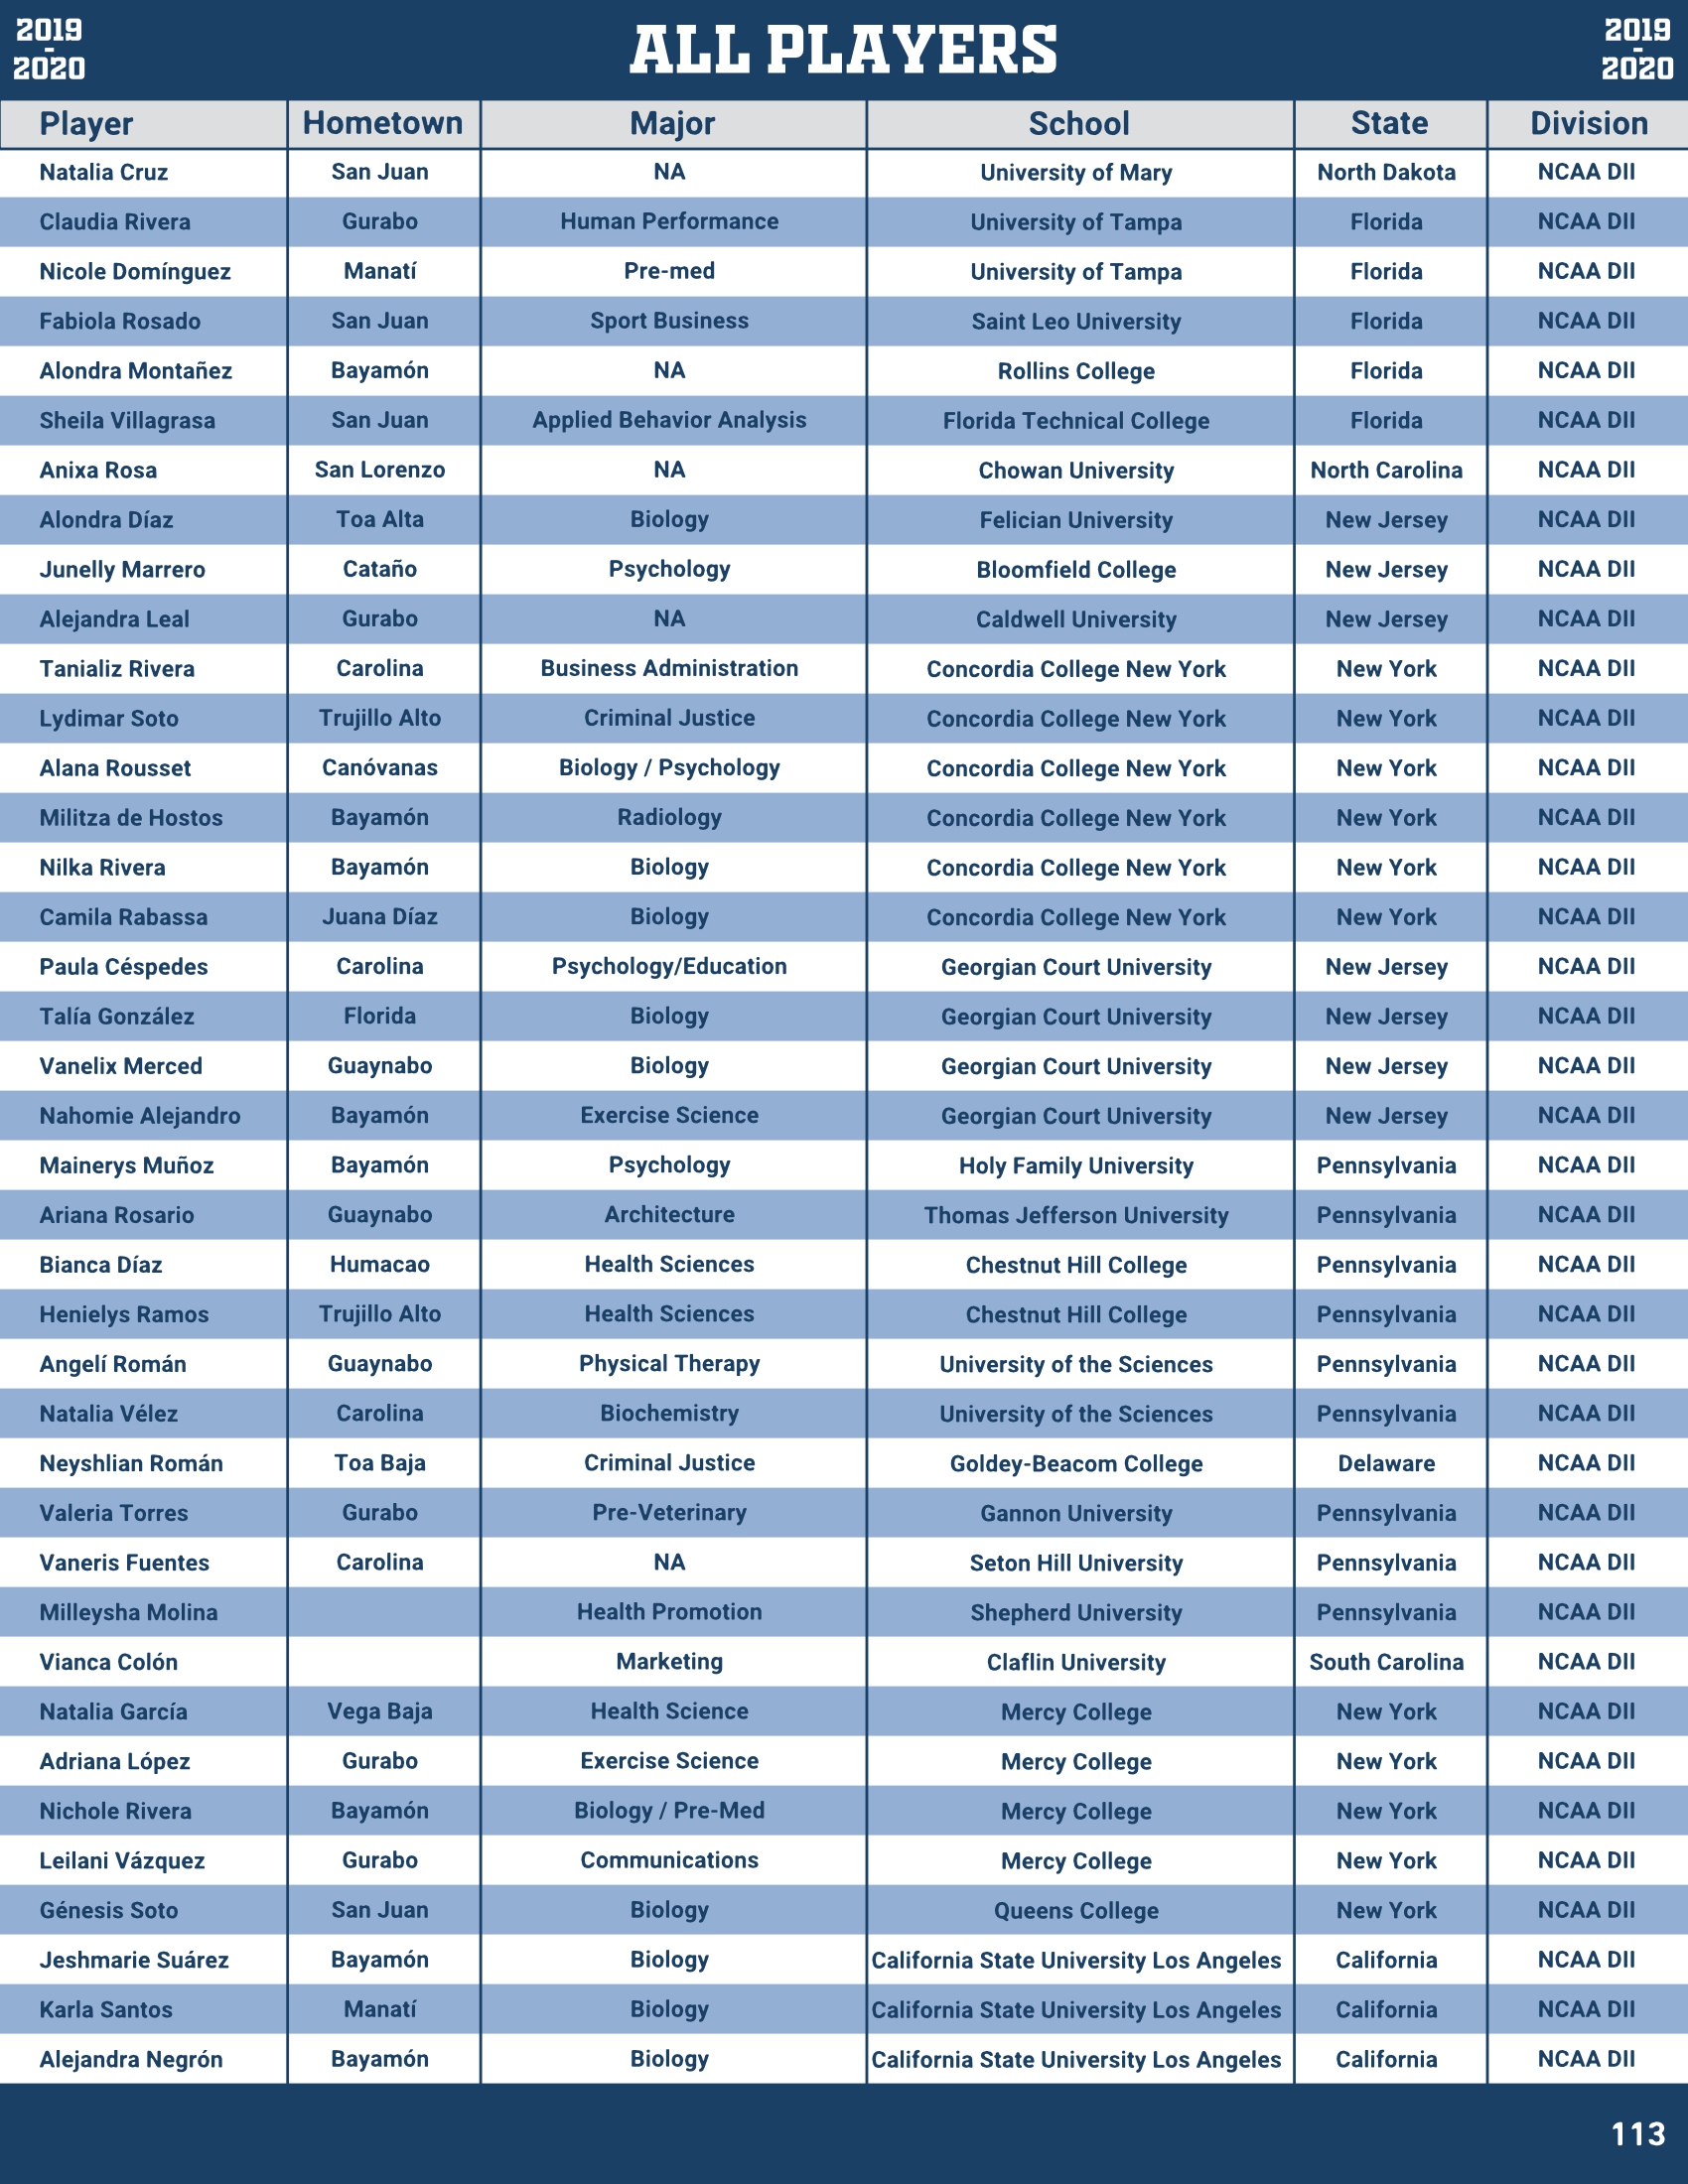 2019
-
2020
ALL PLAYERS
2019
-
2020
Player Hometown Major School State Division
Natalia Cruz San Juan NA University of Mary North Dakota NCAA DII
Claudia Rivera Gurabo Human Performance University of Tampa Florida NCAA DII
Nicole Domínguez Manatí Pre-med University of Tampa Florida NCAA DII
Fabiola Rosado San Juan Sport Business Saint Leo University Florida NCAA DII
Alondra Montañez Bayamón NA Rollins College Florida NCAA DII
Sheila Villagrasa San Juan Applied Behavior Analysis Florida Technical College Florida NCAA DII
Anixa Rosa San Lorenzo NA Chowan University North Carolina NCAA DII
Alondra Díaz Toa Alta Biology Felician University New Jersey NCAA DII
Junelly Marrero Cataño Psychology Bloomfield College New Jersey NCAA DII
Alejandra Leal Gurabo NA Caldwell University New Jersey NCAA DII
Tanializ Rivera Carolina Business Administration Concordia College New York New York NCAA DII
Lydimar Soto Trujillo Alto Criminal Justice Concordia College New York New York NCAA DII
Alana Rousset Canóvanas Biology / Psychology Concordia College New York New York NCAA DII
Militza de Hostos Bayamón Radiology Concordia College New York New York NCAA DII
Nilka Rivera Bayamón Biology Concordia College New York New York NCAA DII
Camila Rabassa Juana Díaz Biology Concordia College New York New York NCAA DII
Paula Céspedes Carolina Psychology/Education Georgian Court University New Jersey NCAA DII
Talía González Florida Biology Georgian Court University New Jersey NCAA DII
Vanelix Merced Guaynabo Biology Georgian Court University New Jersey NCAA DII
Nahomie Alejandro Bayamón Exercise Science Georgian Court University New Jersey NCAA DII
Mainerys Muñoz Bayamón Psychology Holy Family University Pennsylvania NCAA DII
Ariana Rosario Guaynabo Architecture Thomas Jefferson University Pennsylvania NCAA DII
Bianca Díaz Humacao Health Sciences Chestnut Hill College Pennsylvania NCAA DII
Henielys Ramos Trujillo Alto Health Sciences Chestnut Hill College Pennsylvania NCAA DII
Angelí Román Guaynabo Physical Therapy University of the Sciences Pennsylvania NCAA DII
Natalia Vélez Carolina Biochemistry University of the Sciences Pennsylvania NCAA DII
Neyshlian Román Toa Baja Criminal Justice Goldey-Beacom College Delaware NCAA DII
Valeria Torres Gurabo Pre-Veterinary Gannon University Pennsylvania NCAA DII
Vaneris Fuentes Carolina NA Seton Hill University Pennsylvania NCAA DII
Milleysha Molina Health Promotion Shepherd University Pennsylvania NCAA DII
Vianca Colón Marketing Claflin University South Carolina NCAA DII
Natalia García Vega Baja Health Science Mercy College New York NCAA DII
Adriana López Gurabo Exercise Science Mercy College New York NCAA DII
Nichole Rivera Bayamón Biology / Pre-Med Mercy College New York NCAA DII
Leilani Vázquez Gurabo Communications Mercy College New York NCAA DII
Génesis Soto San Juan Biology Queens College New York NCAA DII
Jeshmarie Suárez Bayamón Biology California State University Los Angeles California NCAA DII
Karla Santos Manatí Biology California State University Los Angeles California NCAA DII
Alejandra Negrón Bayamón Biology California State University Los Angeles California NCAA DII
113